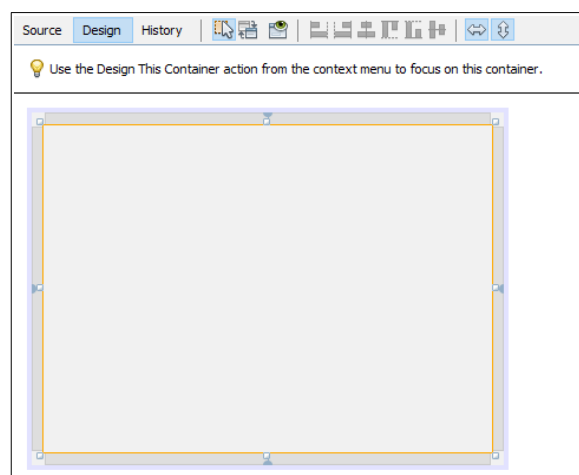 Source Design History
Use the Design This Container action from the context menu to focus on this container.